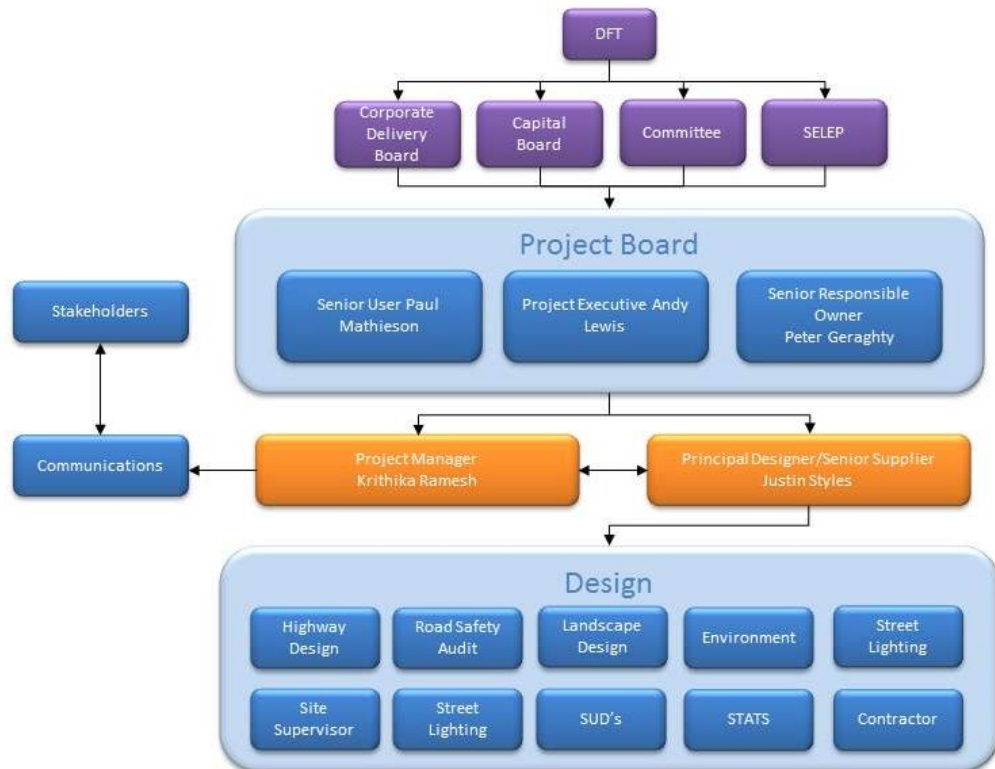 DFT
Corporate
Delivery
Board
Capital
Board
Committee
SELEP
Project Board
Senior User Paul
Mathieson
Project Executive Andy
Lewis
Senior Responsible
Owner
Peter Geraghty
Stakeholders
Communications
Project Manager
Krithika Ramesh
Principal Designer/Senior Supplier
Justin Styles
Design
Highway
Design
Road Safety
Audit
Landscape
Design
Environment
Street
Lighting
Site
Supervisor
Street
Lighting
SUD's
STATS
Contractor